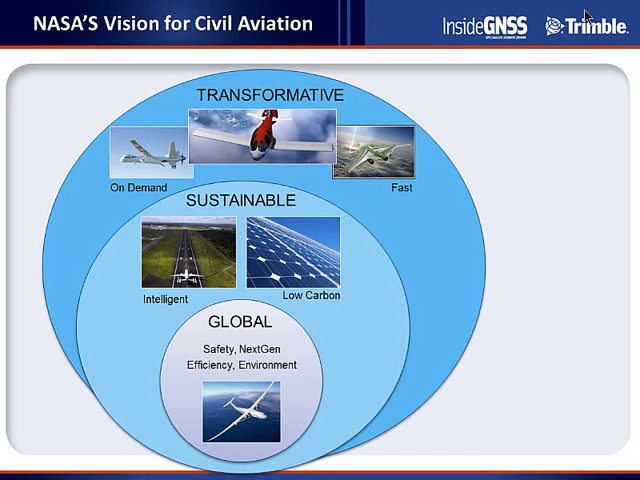 NASA'S Vision for Civil Aviation
InsideGNSS
Trimble.
TRANSFORMATIVE
On Demand
Fast
SUSTAINABLE
Intelligent
Low Carbon
GLOBAL
Safety, NextGen
Efficiency, Environment